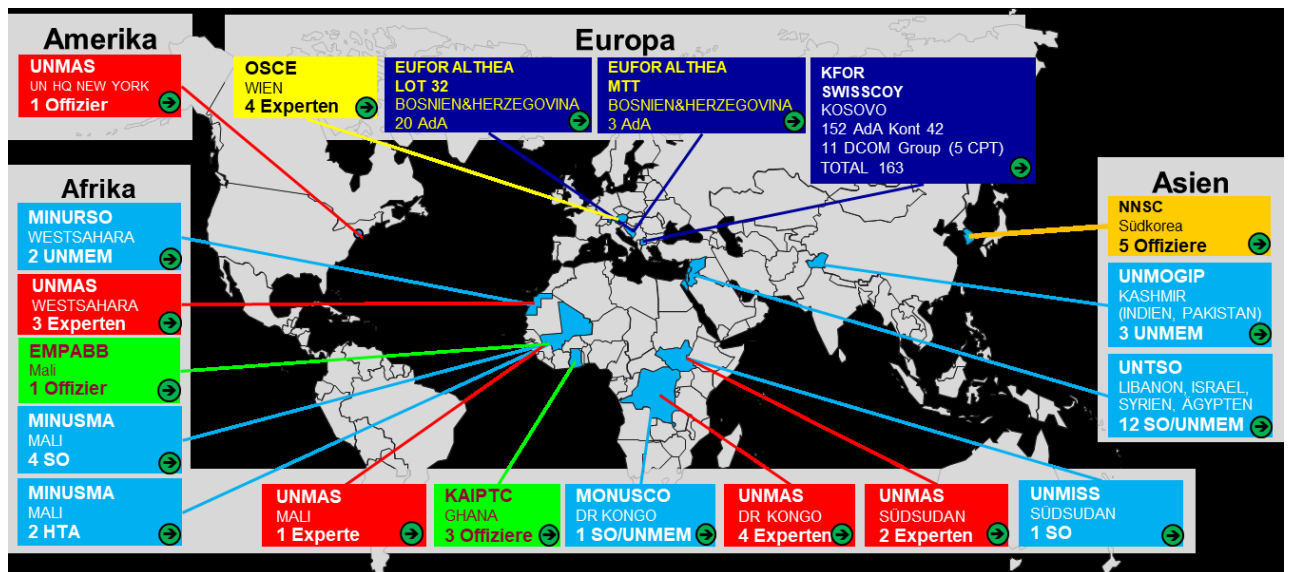 Amerika
UNMAS
UN HQ NEW YORK
1 Offizier
Europa
OSCE
WIEN
4 Experten
EUFOR ALTHEA
LOT 32
BOSNIEN&HERZEGOVINA
20 AdA
EUFOR ALTHEA
MTT
BOSNIEN&HERZEGOVINA
3 AdA
KFOR
SWISSCOY
KOSOVO
152 AdA Kont 42
11 DCOM Group (5 CPT)
TOTAL 163
Afrika
MINURSO
WESTSAHARA
2 UNMEM
UNMAS
WESTSAHARA
3 Experten
EMPABB
Mali
1 Offizier
MINUSMA
MALI
4 SO
MINUSMA
MALI
2 HTA
UNMAS
MALI
1 Experte
KAIPTC
GHANA
3 Offiziere
MONUSCO
DR KONGO
1 SO/UNMEM
UNMAS
DR KONGO
4 Experten
UNMAS
SÜDSUDAN
2 Experten
UNMISS
SÜDSUDAN
1 SO
Asien
NNSC
Südkorea
5 Offiziere
UNMOGIP
KASHMIR
(INDIEN, PAKISTAN)
3 UNMEM
UNTSO
LIBANON, ISRAEL,
SYRIEN, ÄGYPTEN
12 SO/UNMEM